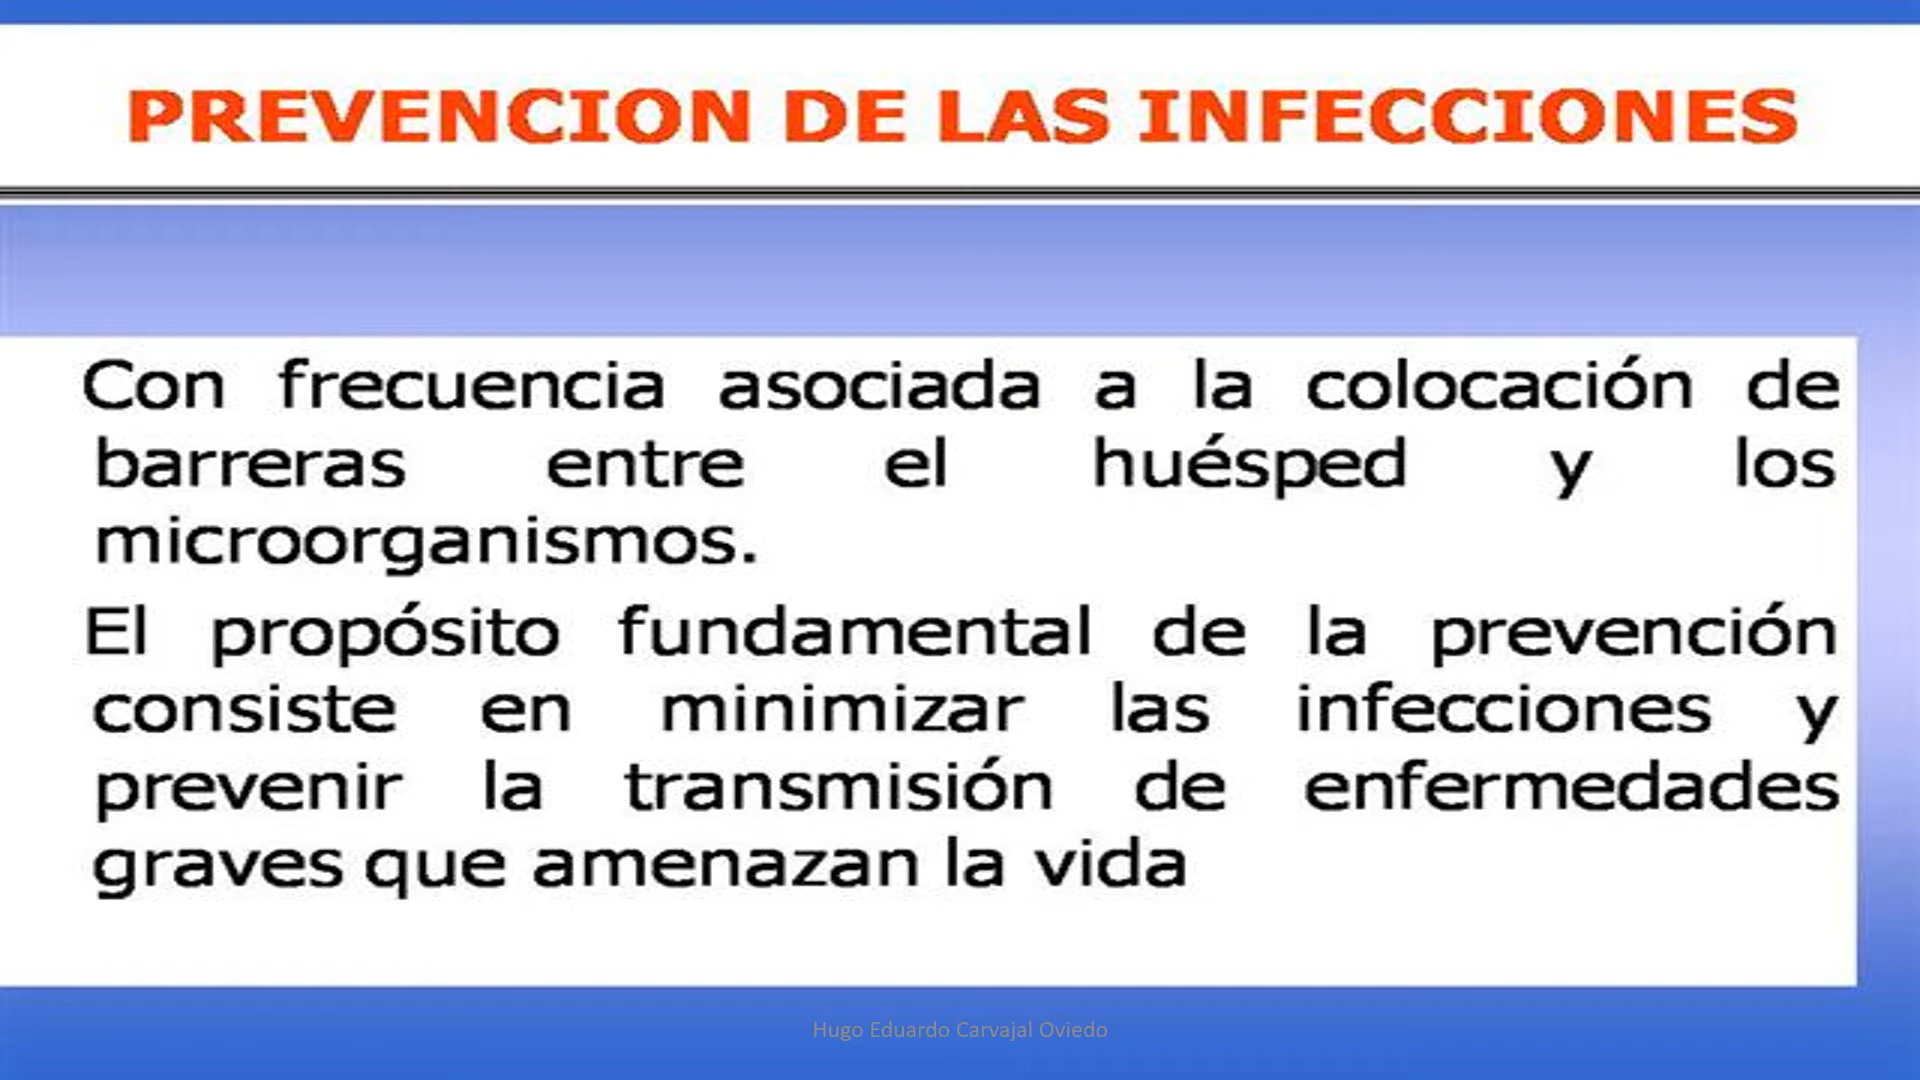 PREVENCION DE LAS INFECCIONES
Con frecuencia asociada a la colocación de
barreras entre el huésped y los
microorganismos.
El propósito fundamental de la prevención
consiste en minimizar las infecciones y
prevenir la transmisión de enfermedades
graves que amenazan la vida
Hugo Eduardo Carvajal Oviedo